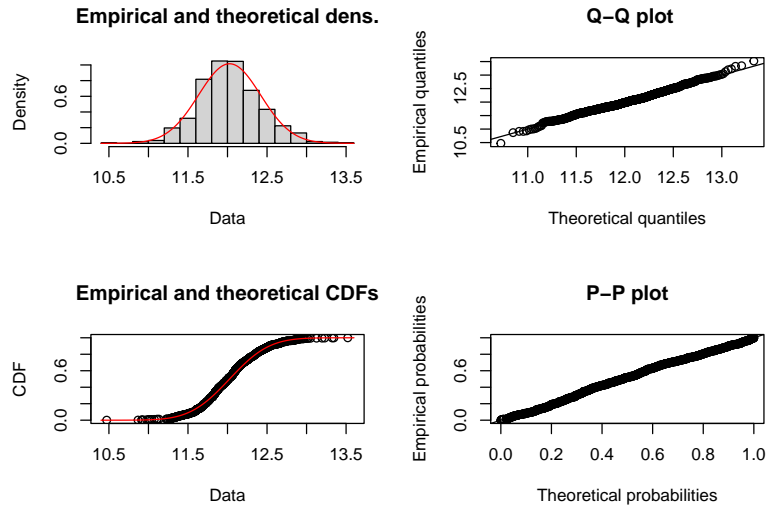 Empirical and theoretical dens.
Density
0.0
0.6
10.5 11.5 12.5 13.5
Data
Q−Q plot
Empirical quantiles
10.5
12.5
11.0 11.5 12.0 12.5 13.0
Theoretical quantiles
Empirical and theoretical CDFs
CDF
0.0
0.6
10.5 11.5 12.5 13.5
Data
P−P plot
Empirical probabilities
0.0
0.6
0.0 0.2 0.4 0.6 0.8 1.0
Theoretical probabilities